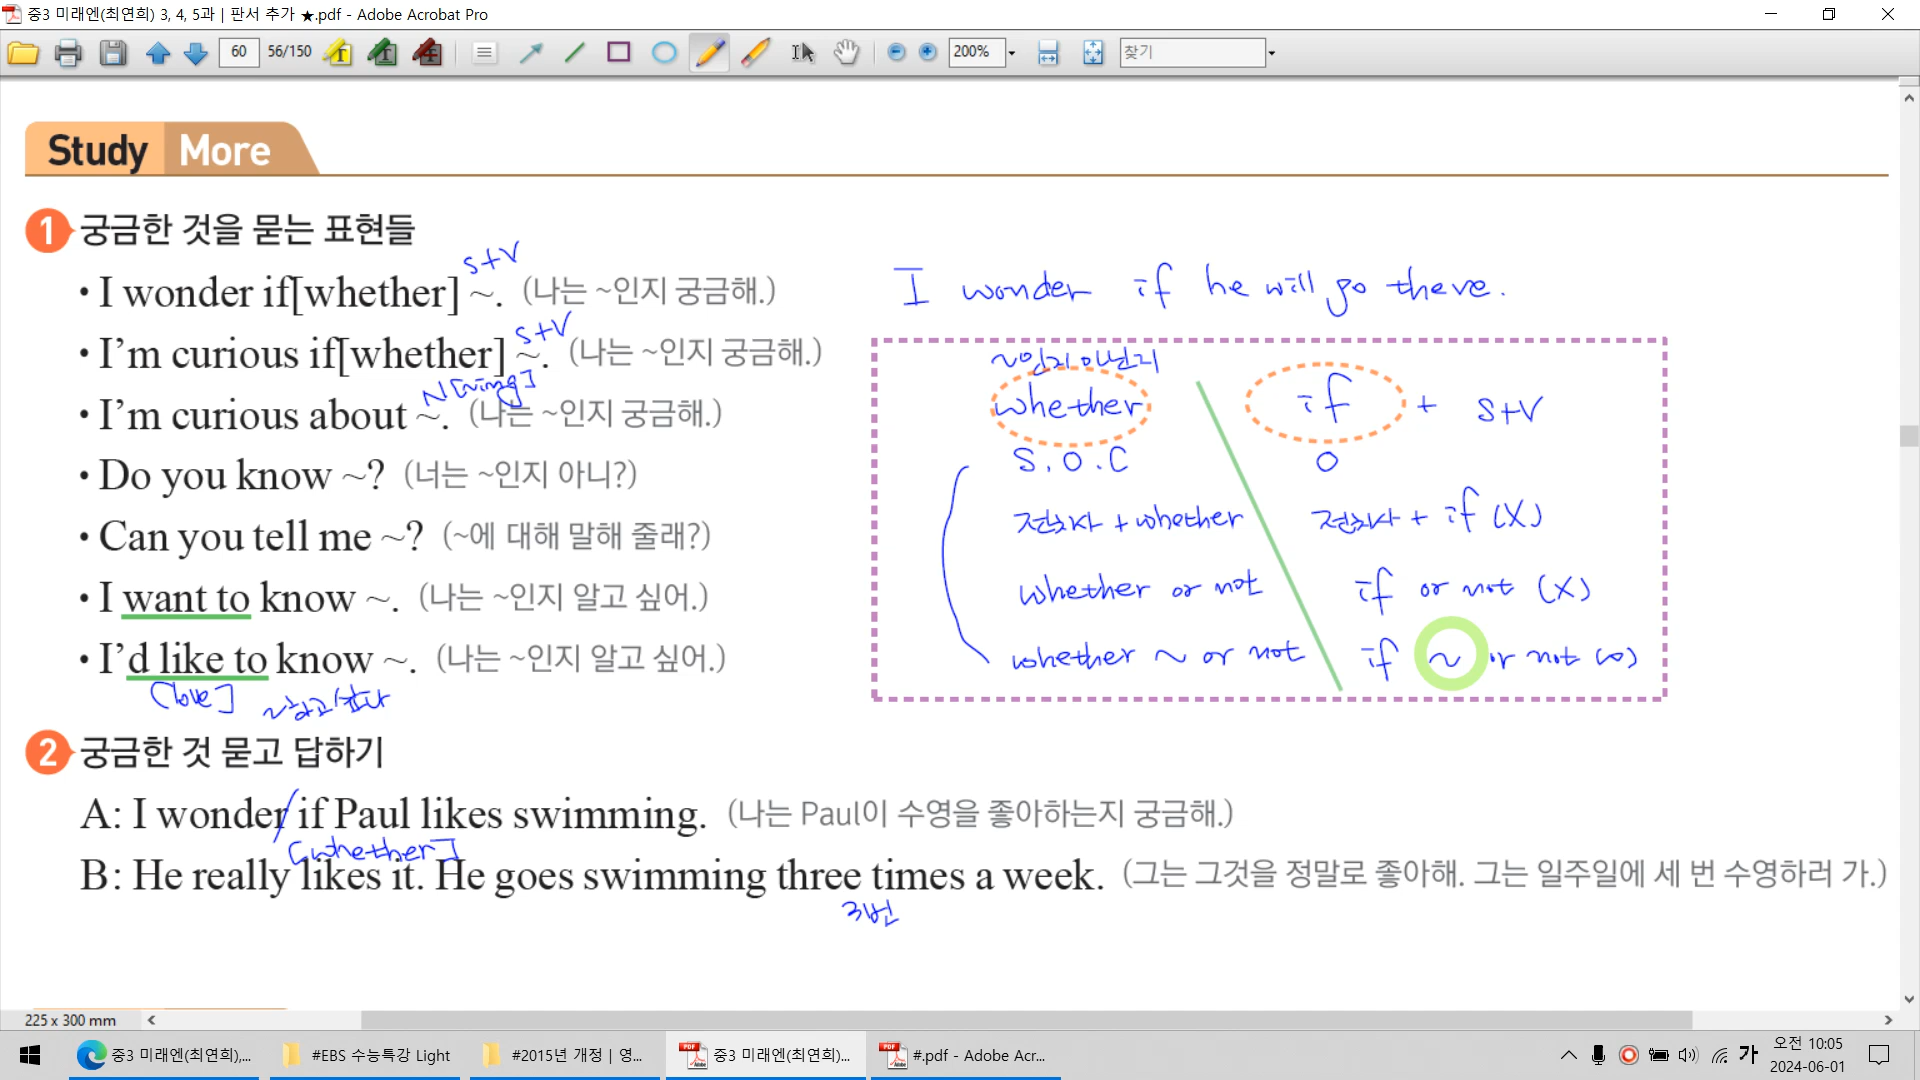 중3 미래엔(최연희) 3, 4, 5과 | 판서 추가 ★.pdf - Adobe Acrobat Pro
60 56/150 200% 찾기
Study More
1 궁금한 것을 묻는 표현들
s+v
• I wonder if[whether] ~. (나는 ~인지 궁금해.)
s+v
• I'm curious if[whether] ~. (나는 ~인지 궁금해.)
N[~ing]
• I'm curious about ~. (나는 ~인지 궁금해.)
• Do you know ~? (너는 ~인지 아니?)
• Can you tell me ~? (~에 대해 말해 줄래?)
• I want to know ~. (나는 ~인지 알고 싶어.)
• I'd like to know ~. (나는 ~인지 알고 싶어.)
[love] ~하고 싶다
I wonder if he will go there.
~인지 아닌지
whether if + s+v
S.O.C O
전치사 + whether 전치사 + if (X)
whether or not if or not (X)
whether ~ or not if ~ or not (o)
2 궁금한 것 묻고 답하기
A: I wonder/if Paul likes swimming. (나는 Paul이 수영을 좋아하는지 궁금해.)
[whether]
B: He really likes it. He goes swimming three times a week. (그는 그것을 정말로 좋아해. 그는 일주일에 세 번 수영하러 가.)
3번
225 x 300 mm
중3 미래엔(최연희),... #EBS 수능특강 Light #2015년 개정 | 영... 중3 미래엔(최연희)... #.pdf - Adobe Acr... 가 오전 10:05
2024-06-01